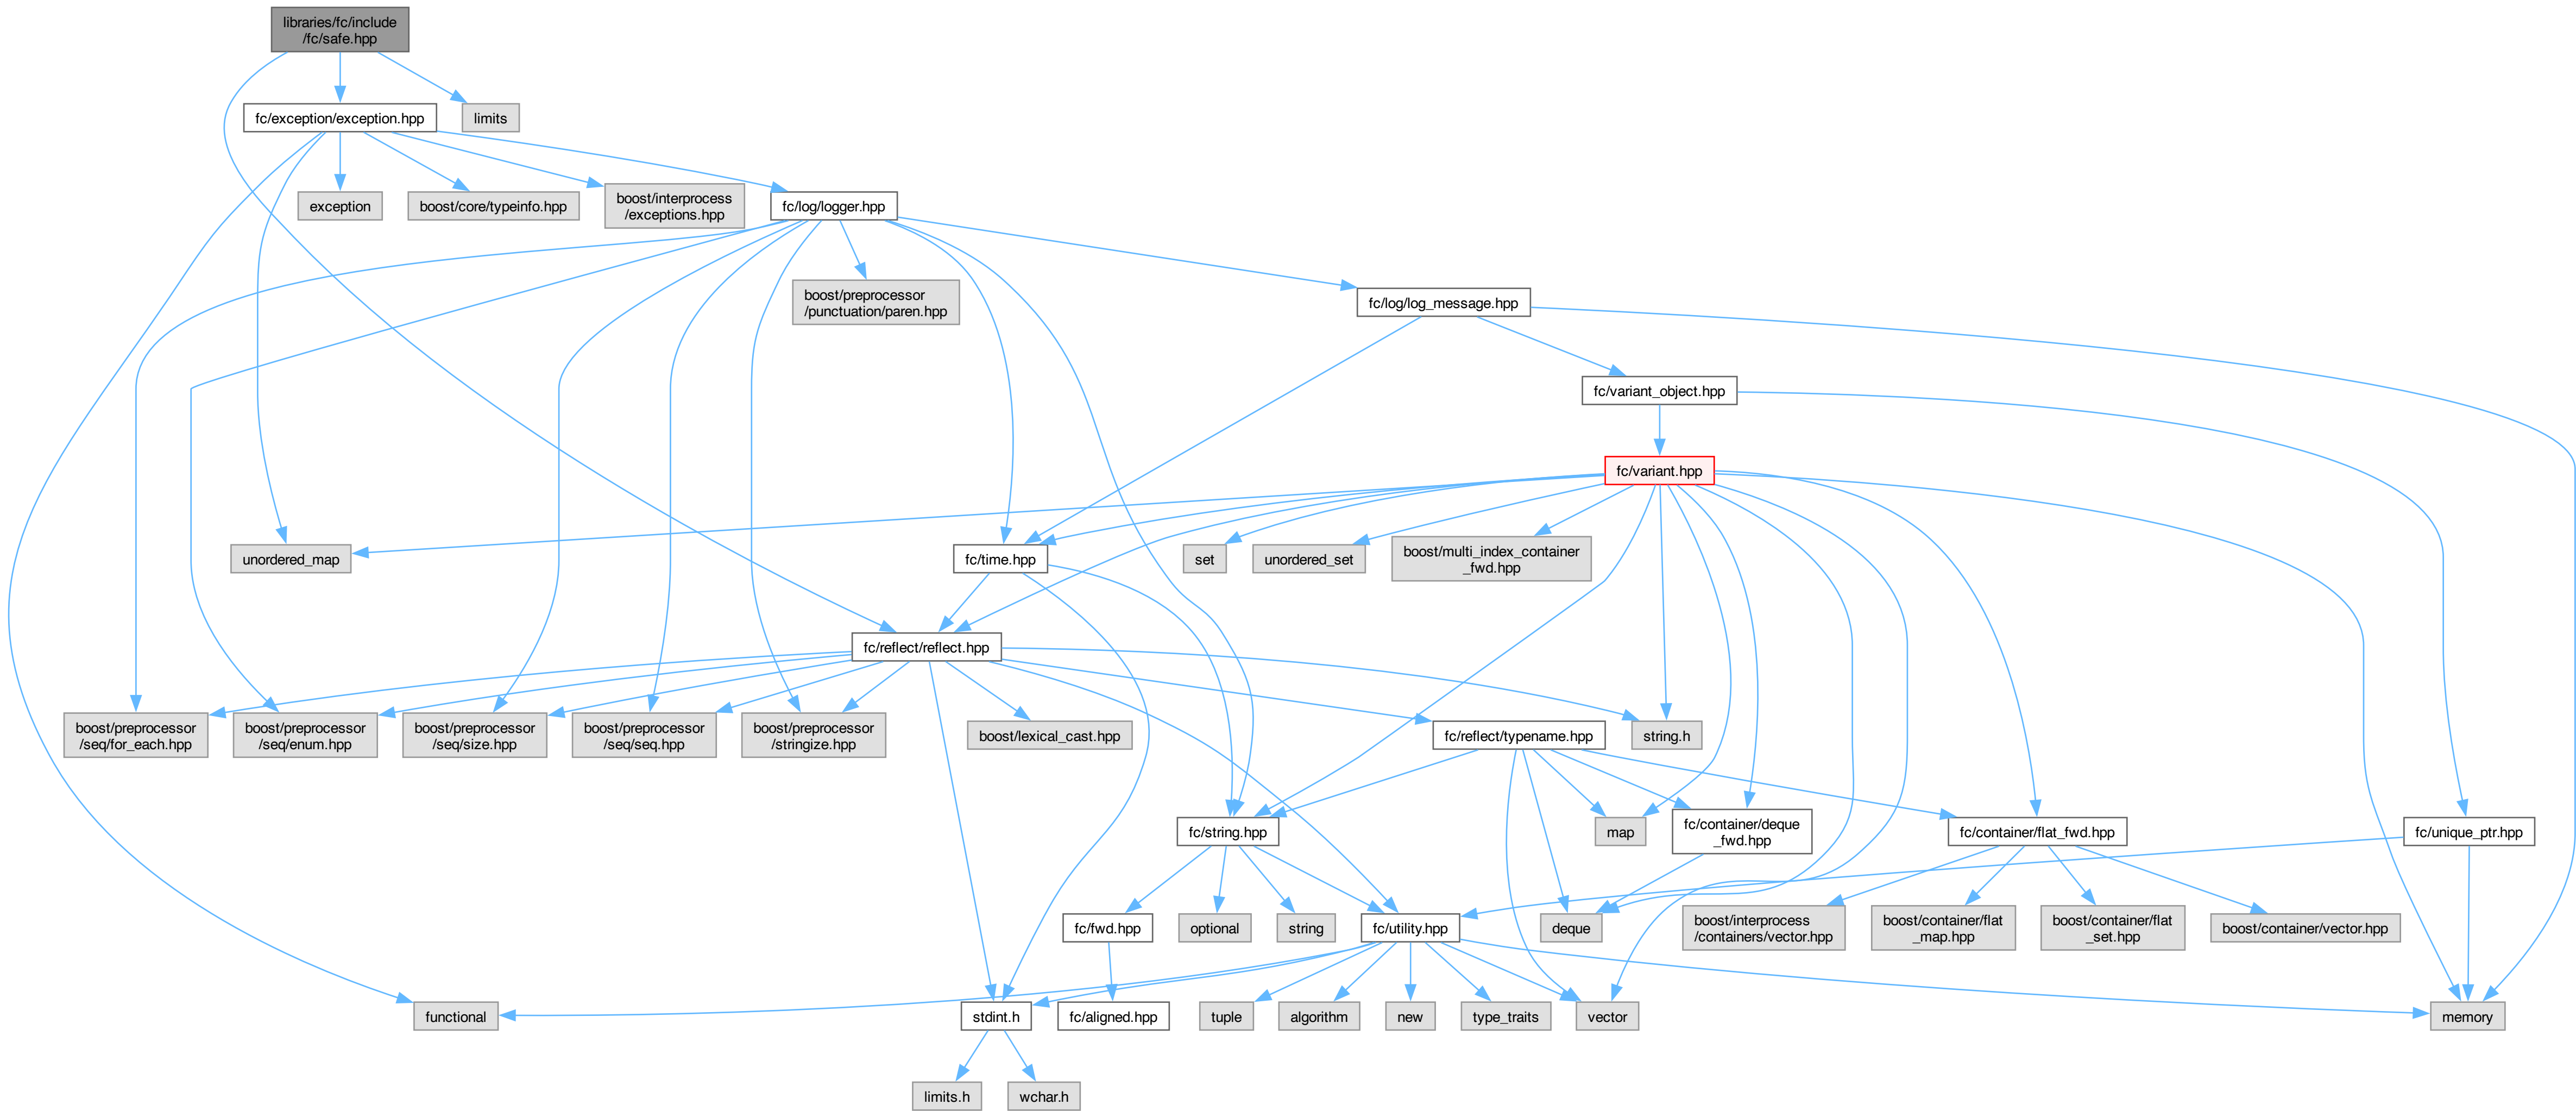 libraries/fc/include
/fc/safe.hpp
fc/exception/exception.hpp
limits
exception
boost/core/typeinfo.hpp
boost/interprocess
/exceptions.hpp
fc/log/logger.hpp
boost/preprocessor
/punctuation/paren.hpp
fc/log/log_message.hpp
fc/variant_object.hpp
fc/variant.hpp
unordered_map
fc/time.hpp
set
unordered_set
boost/multi_index_container
_fwd.hpp
fc/reflect/reflect.hpp
boost/preprocessor
/seq/for_each.hpp
boost/preprocessor
/seq/enum.hpp
boost/preprocessor
/seq/size.hpp
boost/preprocessor
/seq/seq.hpp
boost/preprocessor
/stringize.hpp
boost/lexical_cast.hpp
fc/reflect/typename.hpp
string.h
fc/string.hpp
map
fc/container/deque
_fwd.hpp
fc/container/flat_fwd.hpp
fc/unique_ptr.hpp
fc/fwd.hpp
optional
string
fc/utility.hpp
deque
boost/interprocess
/containers/vector.hpp
boost/container/flat
_map.hpp
boost/container/flat
_set.hpp
boost/container/vector.hpp
functional
stdint.h
fc/aligned.hpp
tuple
algorithm
new
type_traits
vector
memory
limits.h
wchar.h